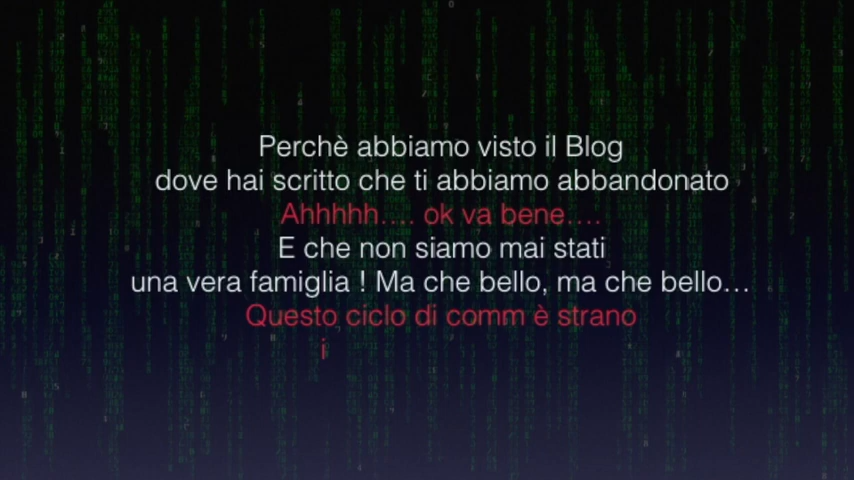 Perchè abbiamo visto il Blog
dove hai scritto che ti abbiamo abbandonato
Ahhhhh.... ok va bene....
E che non siamo mai stati
una vera famiglia ! Ma che bello, ma che bello...
Questo ciclo di comm è strano
i